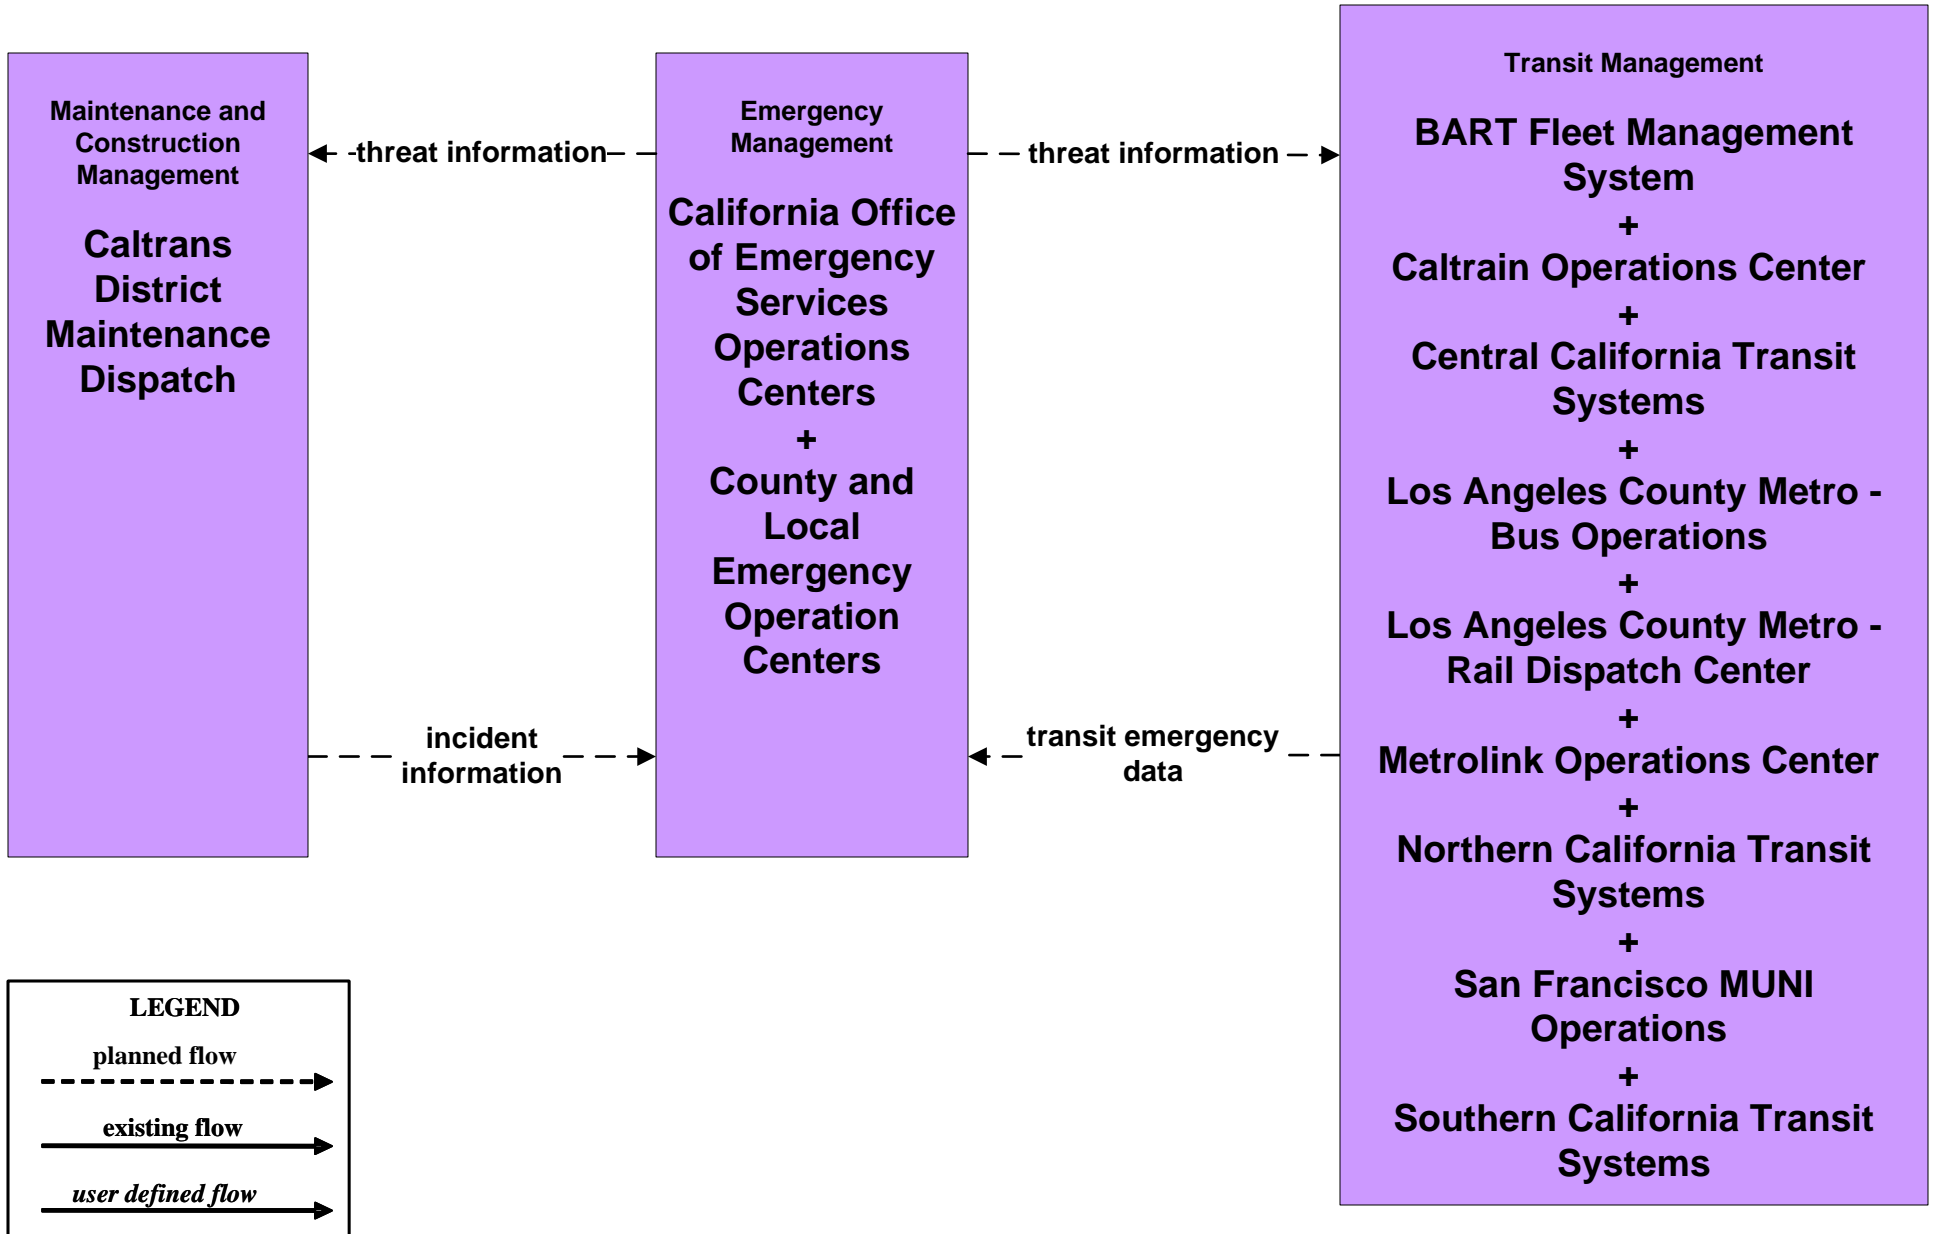 Maintenance and
Construction
Management
Caltrans
District
Maintenance
Dispatch
threat information
incident
information
Emergency
Management
California Office
of Emergency
Services
Operations
Centers
+
County and
Local
Emergency
Operation
Centers
threat information
transit emergency
data
Transit Management
BART Fleet Management
System
+
Caltrain Operations Center
+
Central California Transit
Systems
+
Los Angeles County Metro -
Bus Operations
+
Los Angeles County Metro -
Rail Dispatch Center
+
Metrolink Operations Center
+
Northern California Transit
Systems
+
San Francisco MUNI
Operations
+
Southern California Transit
Systems
LEGEND
planned flow
existing flow
user defined flow